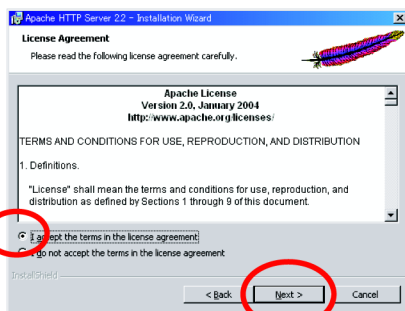 Apache HTTP Server 2.2 - Installation Wizard
License Agreement
Please read the following license agreement carefully.
Apache License
Version 2.0, January 2004
http://www.apache.org/licenses/
TERMS AND CONDITIONS FOR USE, REPRODUCTION, AND DISTRIBUTION
1. Definitions.
"License" shall mean the terms and conditions for use, reproduction, and
distribution as defined by Sections 1 through 9 of this document.
I accept the terms in the license agreement
I do not accept the terms in the license agreement
InstallShield
< Back
Next >
Cancel